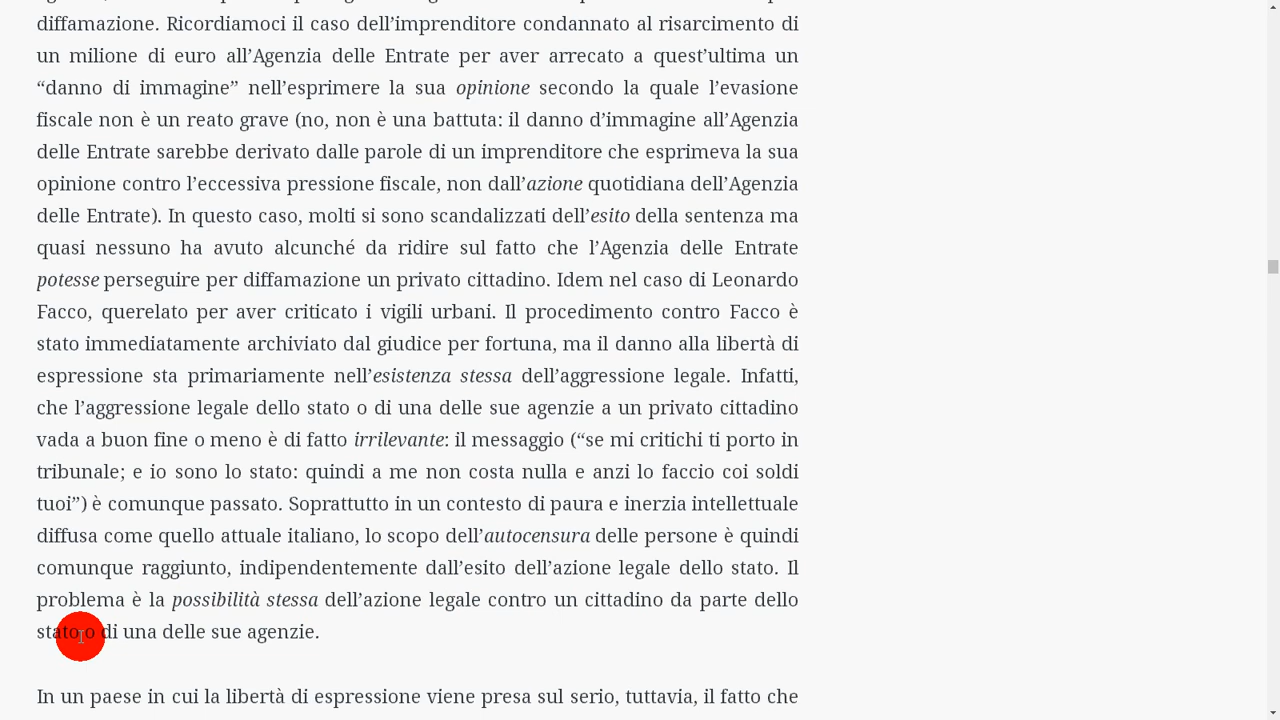 diffamazione. Ricordiamoci il caso dell’imprenditore condannato al risarcimento di
un milione di euro all’Agenzia delle Entrate per aver arrecato a quest’ultima un
“danno di immagine” nell’esprimere la sua opinione secondo la quale l’evasione
fiscale non è un reato grave (no, non è una battuta: il danno d’immagine all’Agenzia
delle Entrate sarebbe derivato dalle parole di un imprenditore che esprimeva la sua
opinione contro l’eccessiva pressione fiscale, non dall’azione quotidiana dell’Agenzia
delle Entrate). In questo caso, molti si sono scandalizzati dell’esito della sentenza ma
quasi nessuno ha avuto alcunché da ridire sul fatto che l’Agenzia delle Entrate
potesse perseguire per diffamazione un privato cittadino. Idem nel caso di Leonardo
Facco, querelato per aver criticato i vigili urbani. Il procedimento contro Facco è
stato immediatamente archiviato dal giudice per fortuna, ma il danno alla libertà di
espressione sta primariamente nell’esistenza stessa dell’aggressione legale. Infatti,
che l’aggressione legale dello stato o di una delle sue agenzie a un privato cittadino
vada a buon fine o meno è di fatto irrilevante: il messaggio (“se mi critichi ti porto in
tribunale; e io sono lo stato: quindi a me non costa nulla e anzi lo faccio coi soldi
tuoi”) è comunque passato. Soprattutto in un contesto di paura e inerzia intellettuale
diffusa come quello attuale italiano, lo scopo dell’autocensura delle persone è quindi
comunque raggiunto, indipendentemente dall’esito dell’azione legale dello stato. Il
problema è la possibilità stessa dell’azione legale contro un cittadino da parte dello
stato o di una delle sue agenzie.
In un paese in cui la libertà di espressione viene presa sul serio, tuttavia, il fatto che